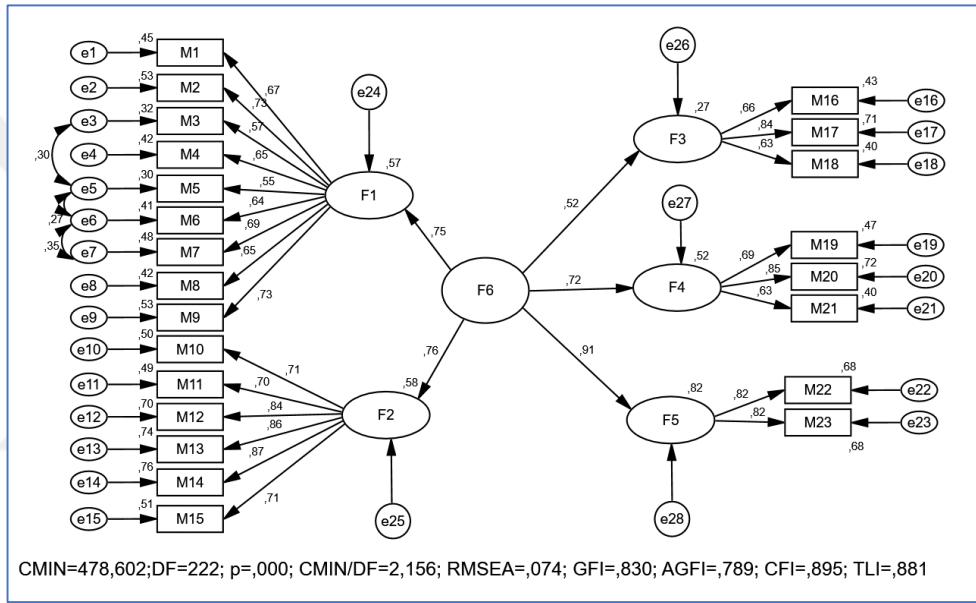 e1 ,45 M1
e2 ,53 M2
e3 ,32 M3
e4 ,42 M4
e5 ,30 M5
e6 ,41 M6
e7 ,48 M7
e8 ,42 M8
e9 ,53 M9
,30
,27
,35
,67
,73
,57
,65
,55
,64
,69
,65
,73
e24
,57
F1
,75
e10 ,50 M10
e11 ,49 M11
e12 ,70 M12
e13 ,74 M13
e14 ,76 M14
e15 ,51 M15
,71
,70
,84
,86
,87
,71
,58
F2
e25
,76
F6
,52
,72
,91
e26
,27
F3
,66
,84
,63
M16 ,43 e16
M17 ,71 e17
M18 ,40 e18
e27
,52
F4
,69
,85
,63
M19 ,47 e19
M20 ,72 e20
M21 ,40 e21
,82
F5
e28
,82
,82
M22 ,68 e22
M23 ,68 e23
CMIN=478,602;DF=222; p=,000; CMIN/DF=2,156; RMSEA=,074; GFI=,830; AGFI=,789; CFI=,895; TLI=,881